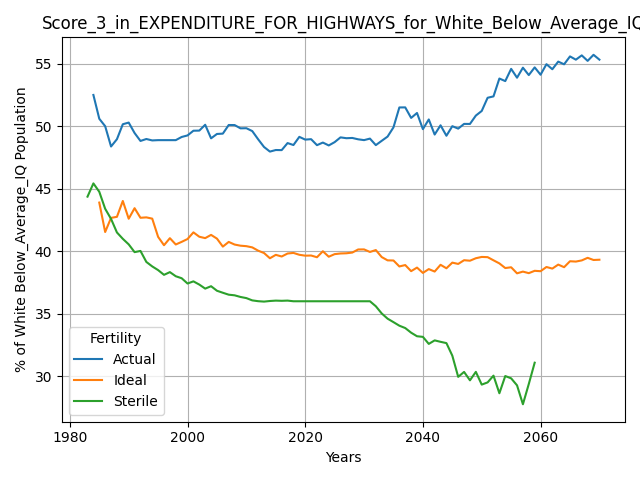 Score_3_in_EXPENDITURE_FOR_HIGHWAYS_for_White_Below_Average_IQ
% of White Below_Average_IQ Population
55
50
45
40
35
30
Fertility
Actual
Ideal
Sterile
1980
2000
2020
2040
2060
Years